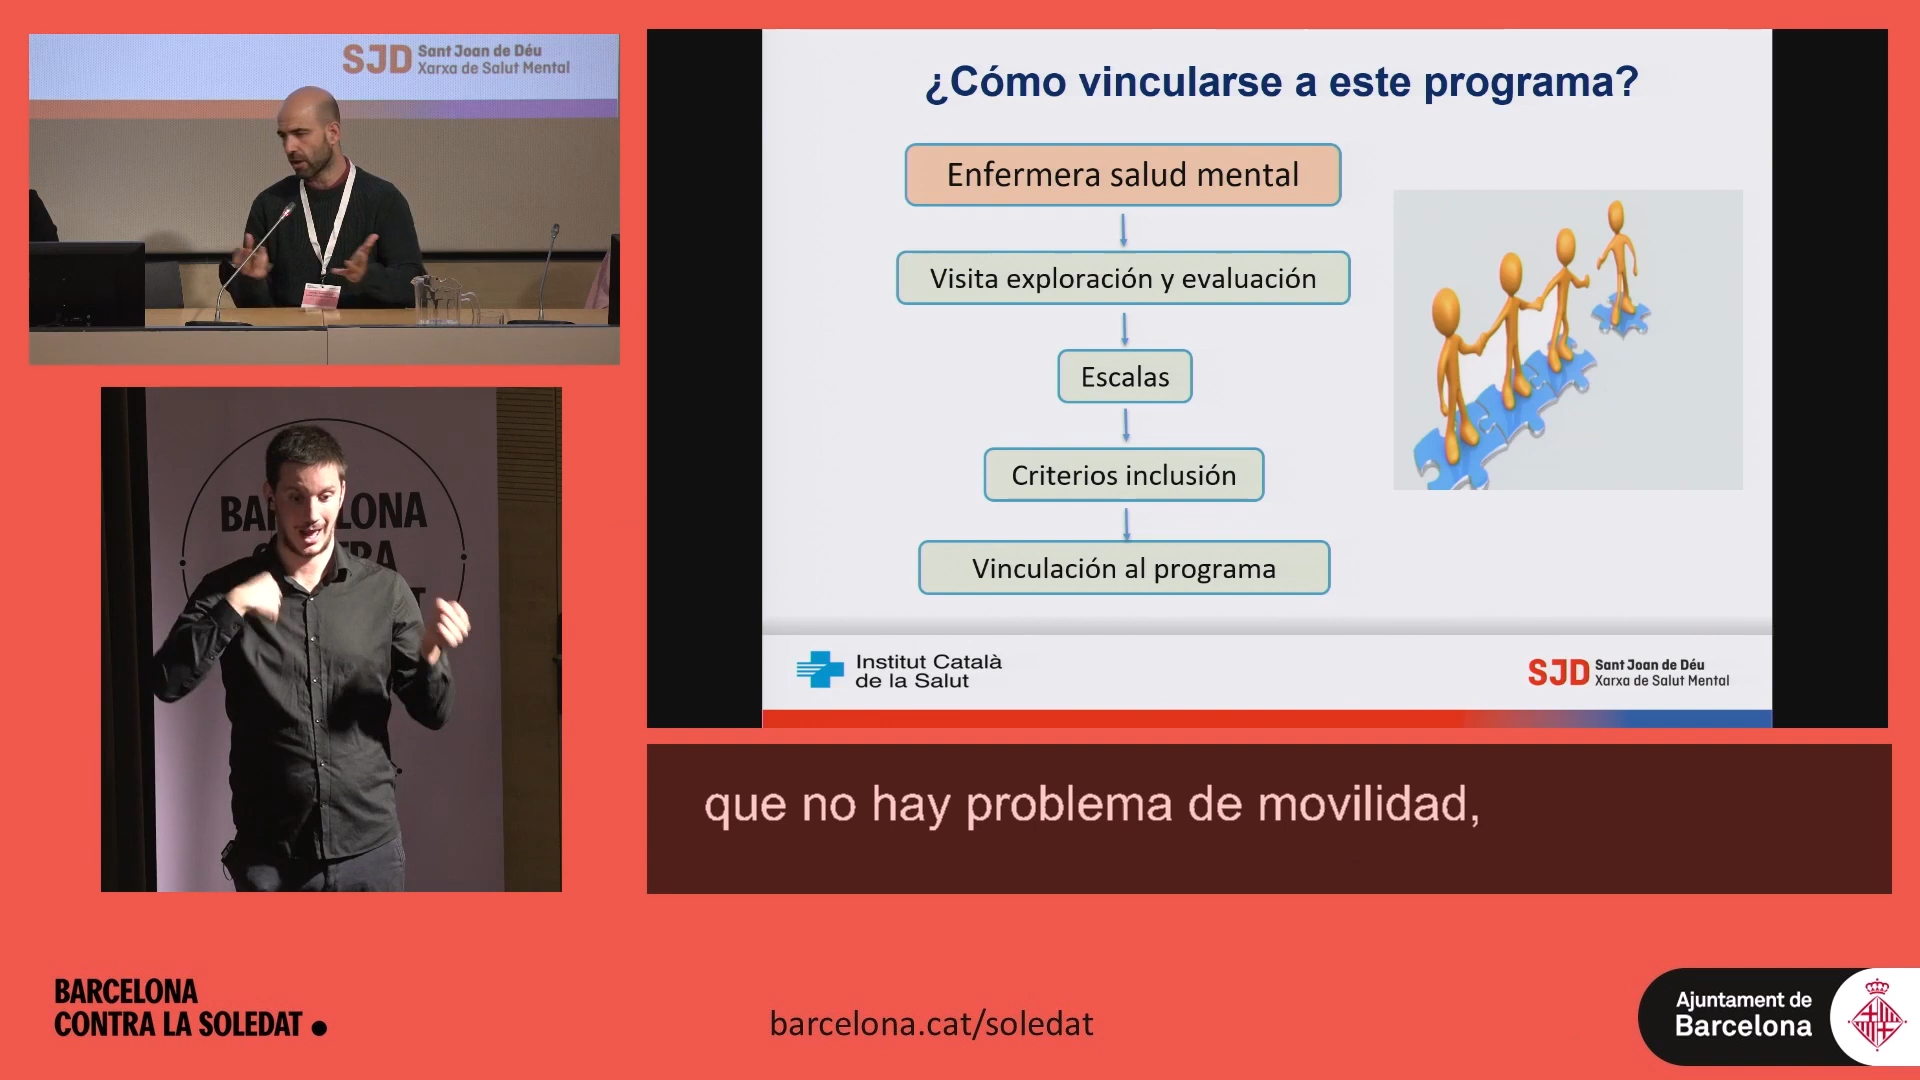 SJD Sant Joan de Déu
Xarxa de Salut Mental
¿Cómo vincularse a este programa?
Enfermera salud mental
Visita exploración y evaluación
Escalas
Criterios inclusión
Vinculación al programa
Institut Català
de la Salut
SJD Sant Joan de Déu
Xarxa de Salut Mental
BARCELONA
que no hay problema de movilidad,
BARCELONA
CONTRA LA SOLEDAT
barcelona.cat/soledat
Ajuntament de
Barcelona